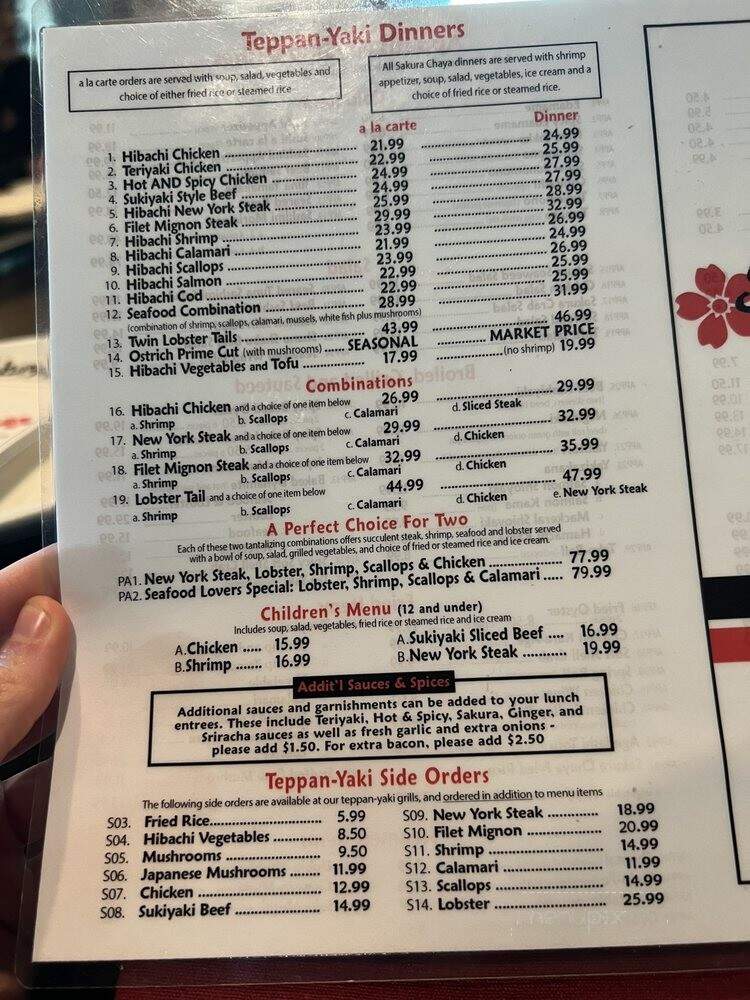 Teppan-Yaki Dinners
a la carte orders are served with soup, salad, vegetables and
choice of either fried rice or steamed rice
All Sakura Chaya dinners are served with shrimp
appetizer, soup, salad, vegetables, ice cream and a
choice of fried rice or steamed rice.
a la carte Dinner
1. Hibachi Chicken 21.99 24.99
2. Teriyaki Chicken 22.99 25.99
3. Hot AND Spicy Chicken 24.99 27.99
4. Sukiyaki Style Beef 24.99 27.99
5. Hibachi New York Steak 25.99 28.99
6. Filet Mignon Steak 29.99 32.99
7. Hibachi Shrimp 23.99 26.99
8. Hibachi Calamari 21.99 24.99
9. Hibachi Scallops 23.99 26.99
10. Hibachi Salmon 22.99 25.99
11. Hibachi Cod 22.99 25.99
12. Seafood Combination 28.99 31.99
(combination of shrimp, scallops, calamari, mussels, white fish plus mushrooms)
13. Twin Lobster Tails 43.99 46.99
14. Ostrich Prime Cut (with mushrooms) ...... SEASONAL MARKET PRICE
15. Hibachi Vegetables and Tofu 17.99 (no shrimp) 19.99
Combinations
16. Hibachi Chicken and a choice of one item below 26.99 29.99
a. Shrimp b. Scallops c. Calamari d. Sliced Steak
17. New York Steak and a choice of one item below 29.99 32.99
a. Shrimp b. Scallops c. Calamari d. Chicken
18. Filet Mignon Steak and a choice of one item below 32.99 35.99
a. Shrimp b. Scallops c. Calamari d. Chicken
19. Lobster Tail and a choice of one item below 44.99 47.99
a. Shrimp b. Scallops c. Calamari d. Chicken e. New York Steak
A Perfect Choice For Two
Each of these two tantalizing combinations offers succulent steak, shrimp, seafood and lobster served
with a bowl of soup, salad, grilled vegetables, and choice of fried or steamed rice and ice cream.
PA1. New York Steak, Lobster, Shrimp, Scallops & Chicken 77.99
PA2. Seafood Lovers Special: Lobster, Shrimp, Scallops & Calamari ..... 79.99
Children's Menu (12 and under)
Includes soup, salad, vegetables, fried rice or steamed rice and ice cream
A.Chicken ..... 15.99 A.Sukiyaki Sliced Beef .... 16.99
B.Shrimp ....... 16.99 B.New York Steak ........... 19.99
Addit'l Sauces & Spices
Additional sauces and garnishments can be added to your lunch
entrees. These include Teriyaki, Hot & Spicy, Sakura, Ginger, and
Sriracha sauces as well as fresh garlic and extra onions -
please add $1.50. For extra bacon, please add $2.50
Teppan-Yaki Side Orders
The following side orders are available at our teppan-yaki grills, and ordered in addition to menu items
S03. Fried Rice 5.99 S09. New York Steak 18.99
S04. Hibachi Vegetables 8.50 S10. Filet Mignon 20.99
S05. Mushrooms 9.50 S11. Shrimp 14.99
S06. Japanese Mushrooms 11.99 S12. Calamari 11.99
S07. Chicken 12.99 S13. Scallops 14.99
S08. Sukiyaki Beef 14.99 S14. Lobster 25.99